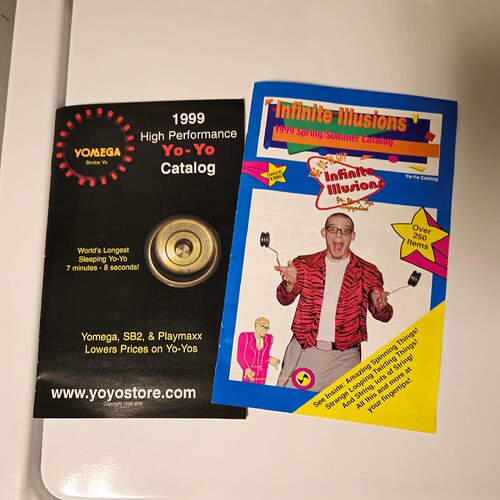 1999
High Performance
Yo-Yo
Catalog
YOMEGA
Strobe Yo
World's Longest
Sleeping Yo-Yo
7 minutes - 8 seconds!
Yomega, SB2, & Playmaxx
Lowers Prices on Yo-Yos
www.yoyostore.com
Infinite Illusions
1999 Spring/Summer Catalog
Yo-Yo Catalog
Infinite
Illusions
Over
250
Items
See Inside: Amazing Spinning Things!
Strange Looping Twirling Things!
And String, lots of String!
All this and more at
your fingertips!